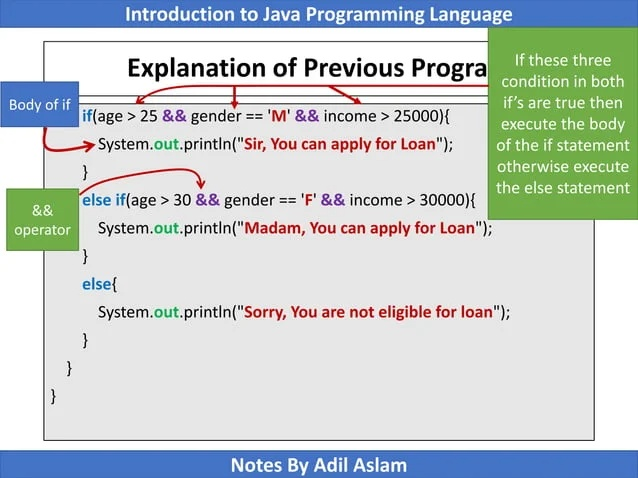 Introduction to Java Programming Language
Explanation of Previous Progra
If these three
condition in both
if's are true then
execute the body
of the if statement
otherwise execute
the else statement
Body of if
if(age > 25 && gender == 'M' && income > 25000){
System.out.println("Sir, You can apply for Loan");
}
&&
operator
else if(age > 30 && gender == 'F' && income > 30000){
System.out.println("Madam, You can apply for Loan");
}
else{
System.out.println("Sorry, You are not eligible for loan");
}
}
}
Notes By Adil Aslam